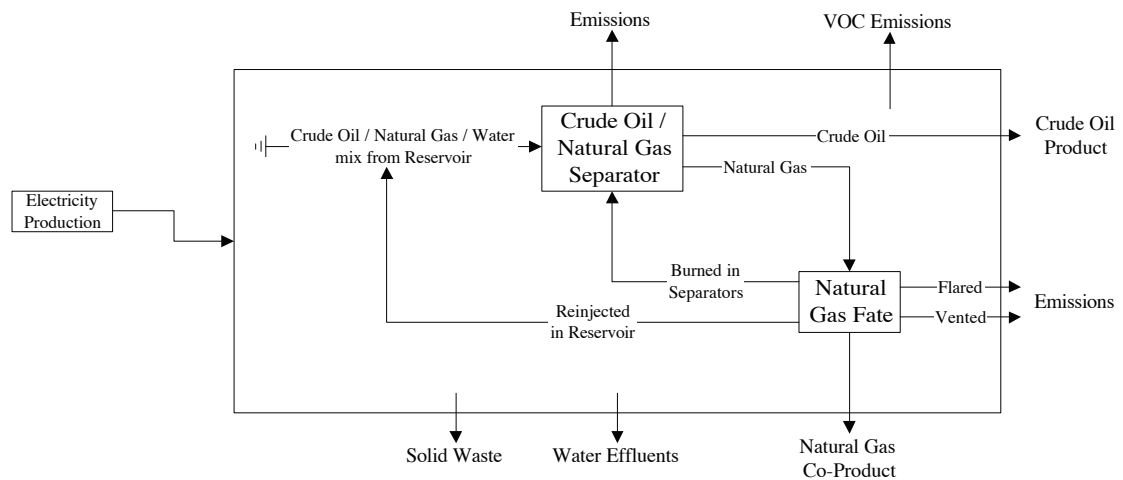 Emissions
VOC Emissions
Crude Oil / Natural Gas / Water
mix from Reservoir
Crude Oil /
Natural Gas
Separator
Crude Oil
Crude Oil
Product
Natural Gas
Electricity
Production
Burned in
Separators
Natural
Gas Fate
Flared
Vented
Emissions
Reinjected
in Reservoir
Solid Waste
Water Effluents
Natural Gas
Co-Product